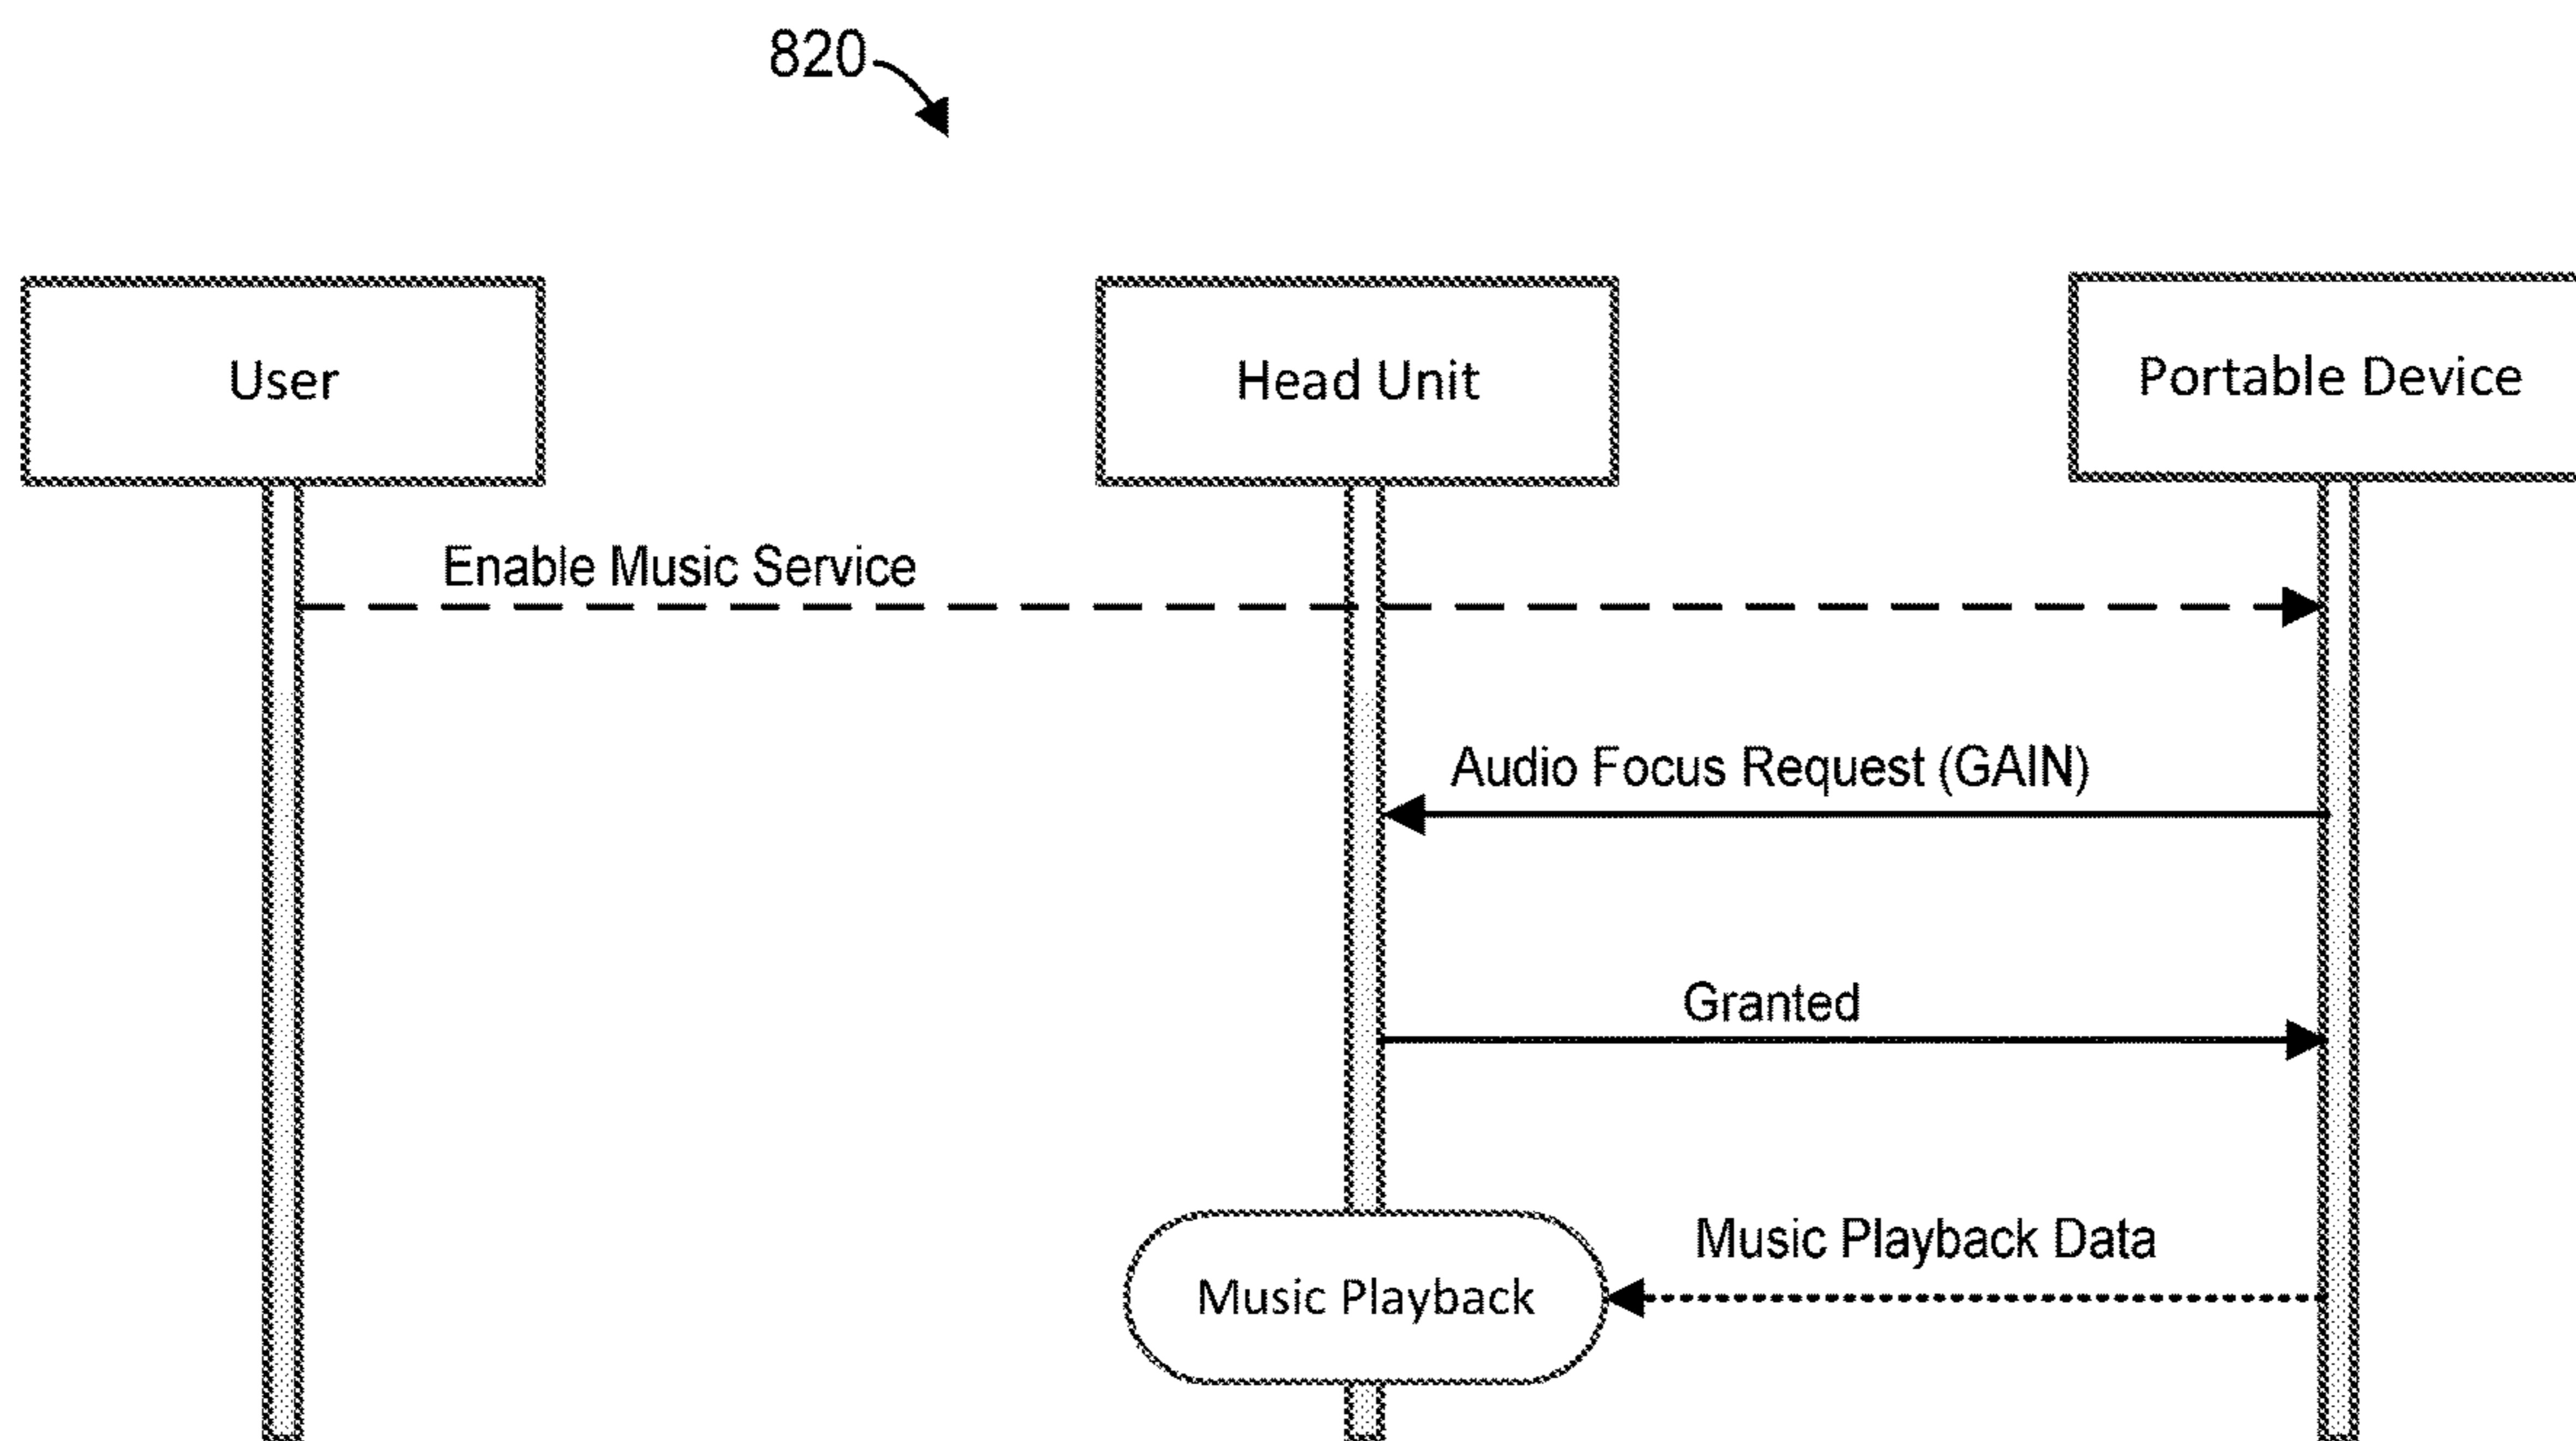 820
User
Head Unit
Portable Device
Enable Music Service
Audio Focus Request (GAIN)
Granted
Music Playback Data
Music Playback